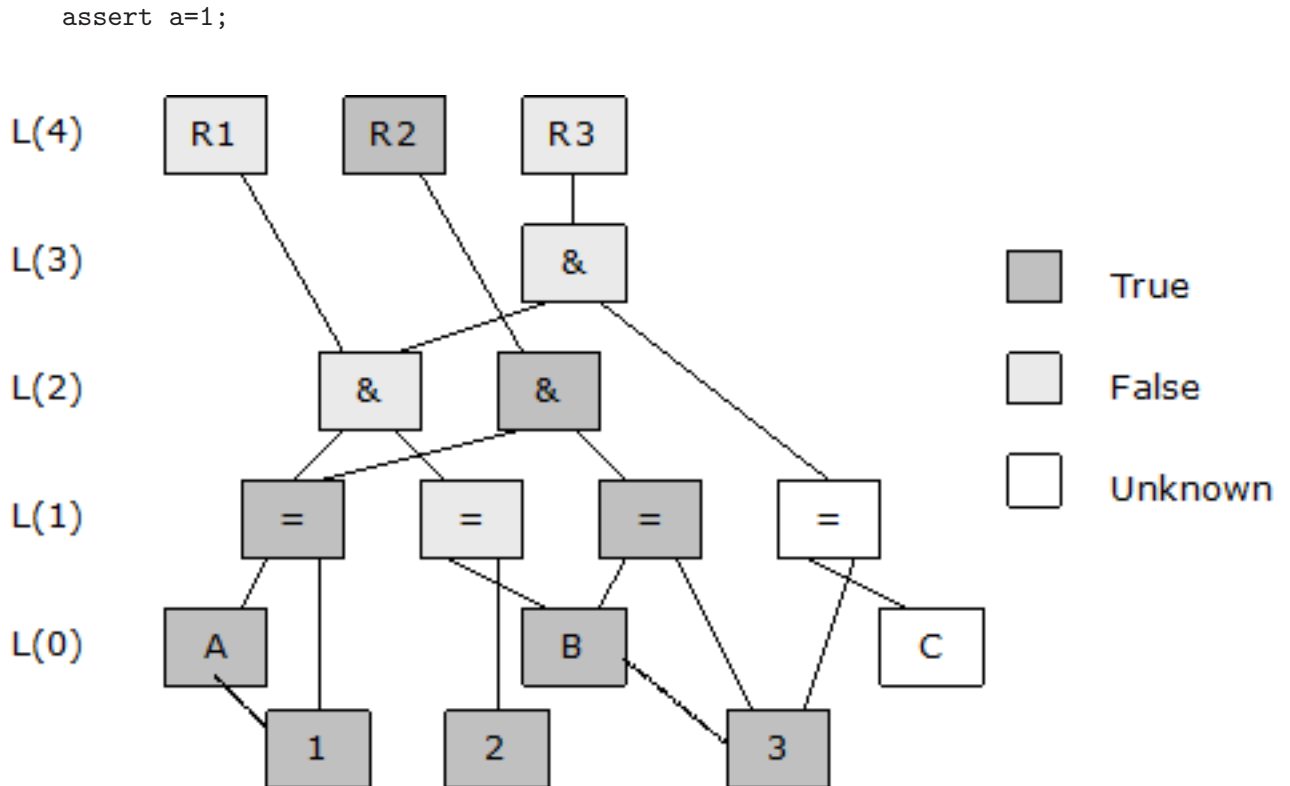 assert a=1;
L(4) R1 R2 R3
L(3) &
True
L(2) & &
False
L(1) = = = =
Unknown
L(0) A B C
1 2 3